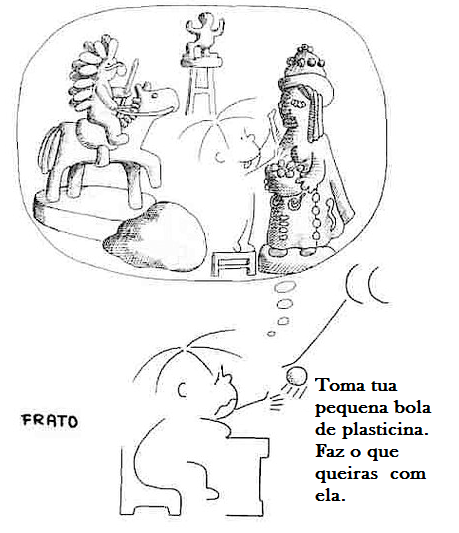 Toma tua
pequena bola
de plasticina.
Faz o que
queiras com
ela.
FRATO